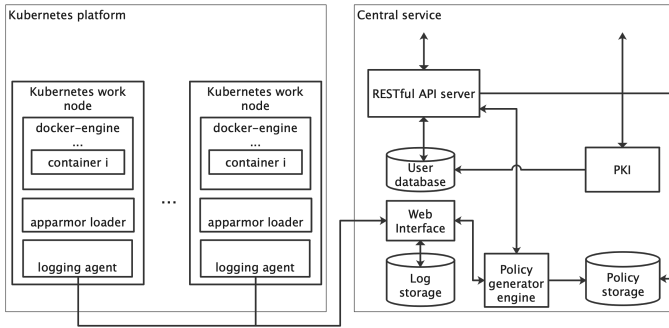 Kubernetes platform
Kubernetes work
node
docker-engine
...
container i
apparmor loader
logging agent
...
Kubernetes work
node
docker-engine
...
container i
apparmor loader
logging agent
Central service
RESTful API server
User
database
PKI
Web
Interface
Log
storage
Policy
generator
engine
Policy
storage